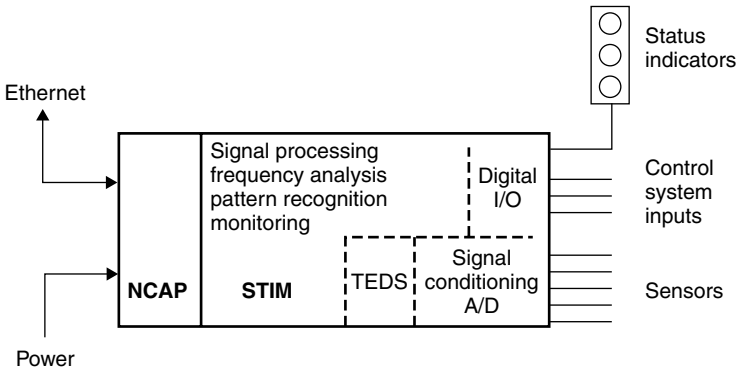 Status
indicators
Ethernet
Signal processing
frequency analysis
pattern recognition
monitoring
Digital
I/O
Control
system
inputs
NCAP
STIM
TEDS
Signal
conditioning
A/D
Sensors
Power